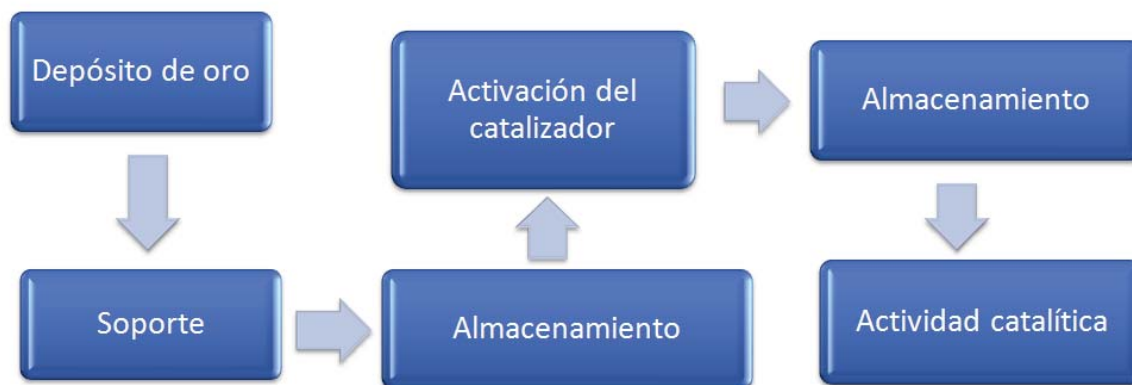 Depósito de oro
Soporte
Almacenamiento
Activación del
catalizador
Almacenamiento
Actividad catalítica